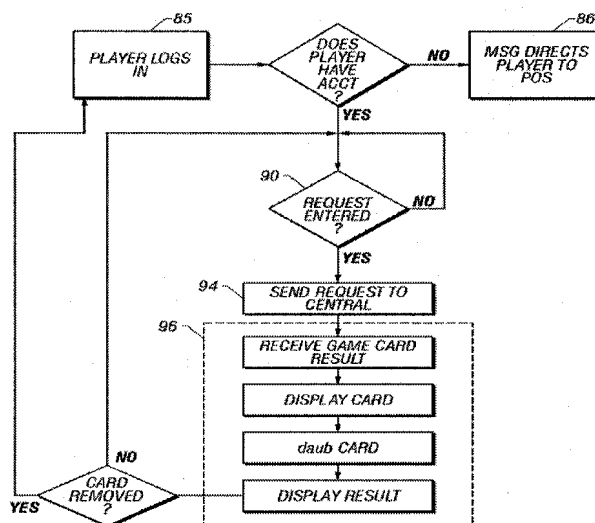 85
PLAYER LOGS
IN
DOES
PLAYER
HAVE
ACCT
?
NO
86
MSG DIRECTS
PLAYER TO
POS
YES
90
REQUEST
ENTERED
?
NO
YES
94
SEND REQUEST TO
CENTRAL
96
RECEIVE GAME CARD
RESULT
DISPLAY CARD
daub CARD
DISPLAY RESULT
NO
CARD
REMOVED
?
YES